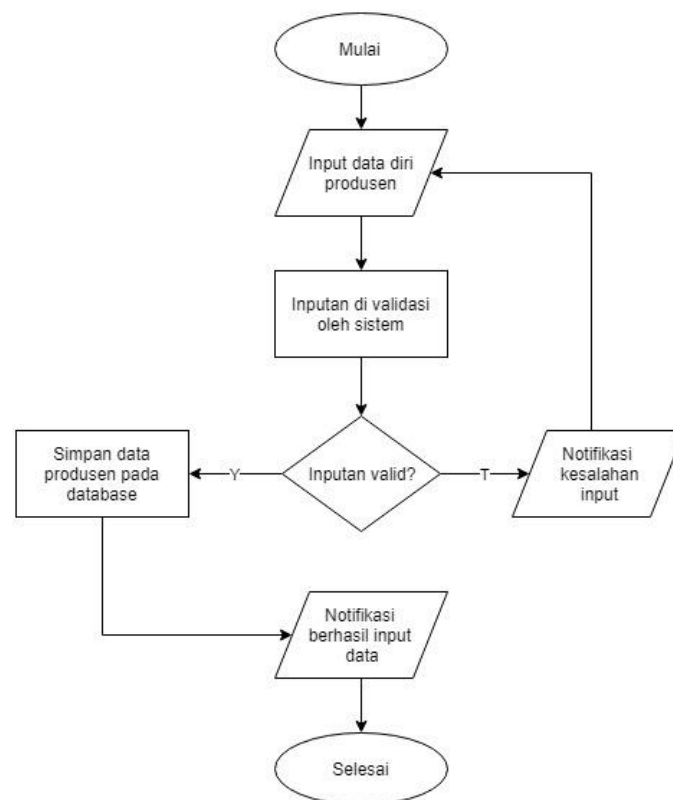 Mulai
Input data diri
produsen
Inputan di validasi
oleh sistem
Simpan data
produsen pada
database
Y
Inputan valid?
T
Notifikasi
kesalahan
input
Notifikasi
berhasil input
data
Selesai